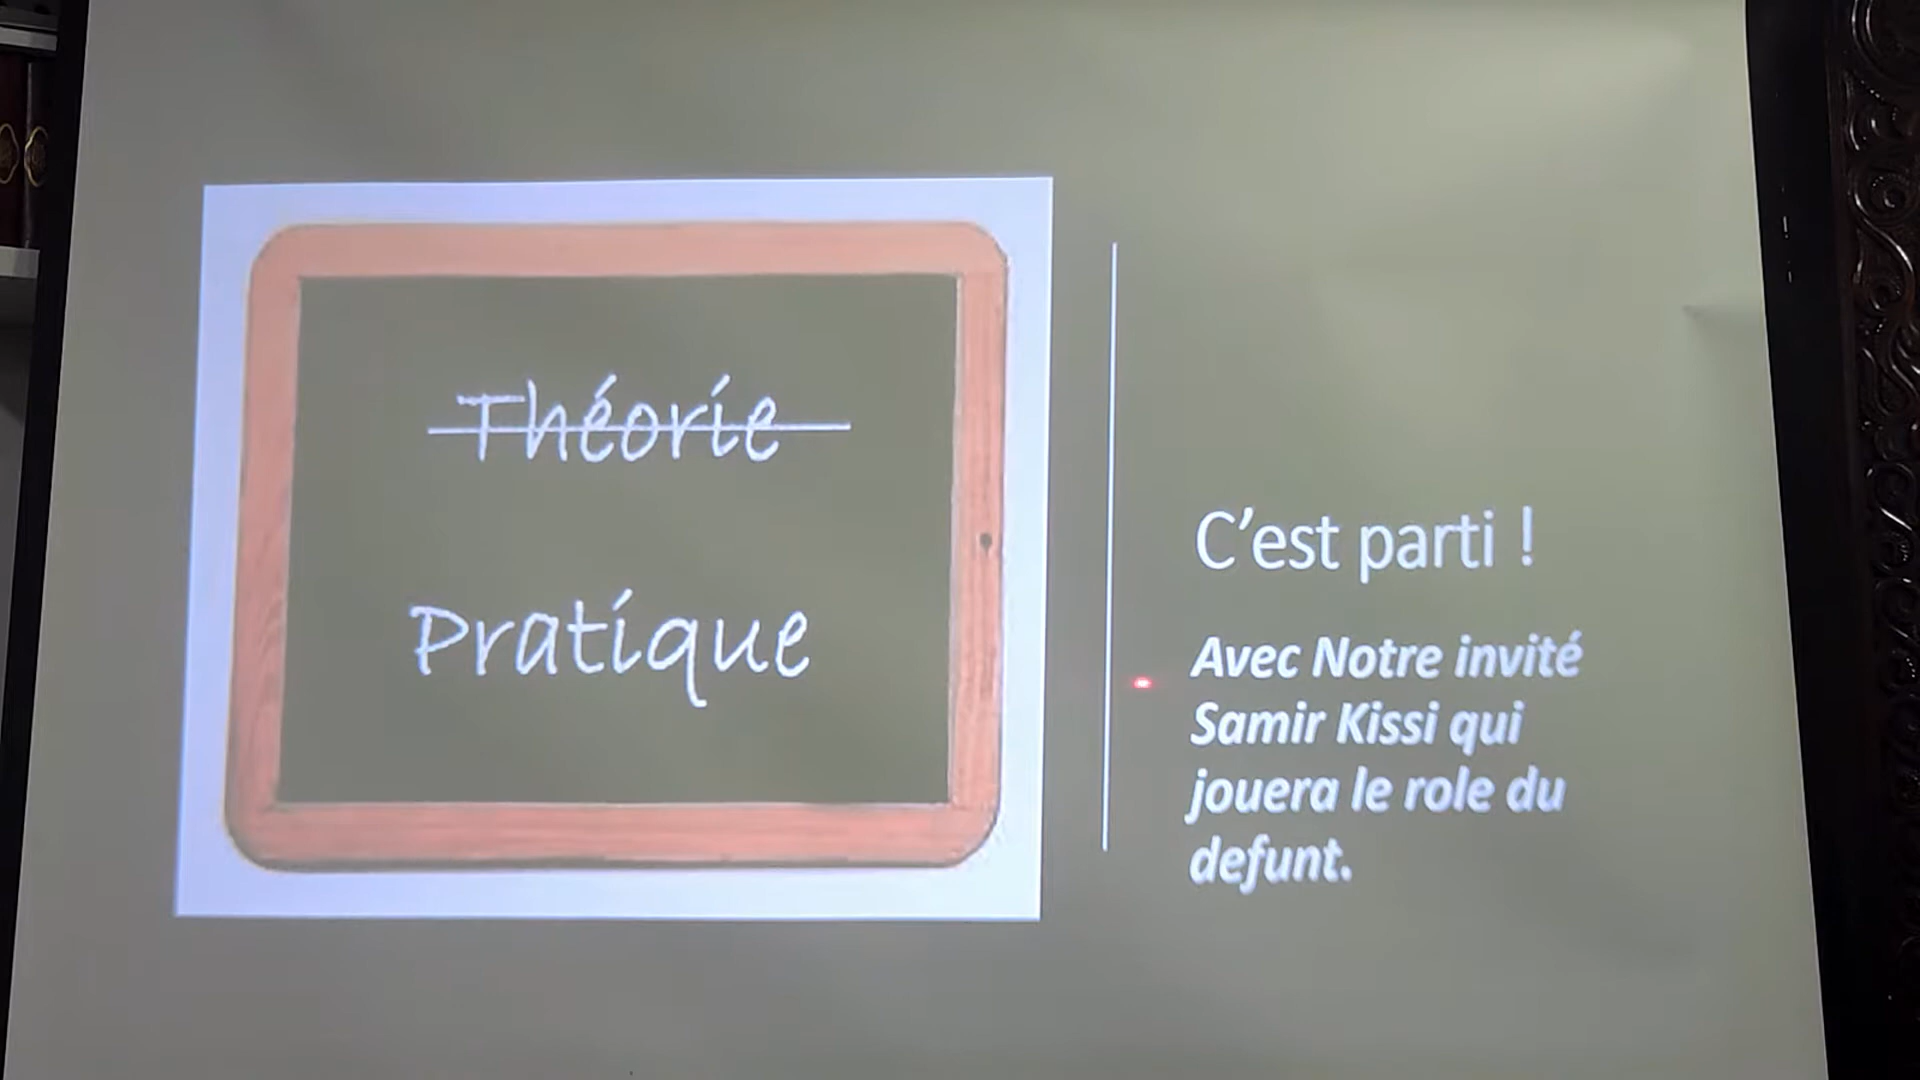 Théorie
Pratique
C'est parti !
Avec Notre invité
Samir Kissi qui
jouera le role du
defunt.